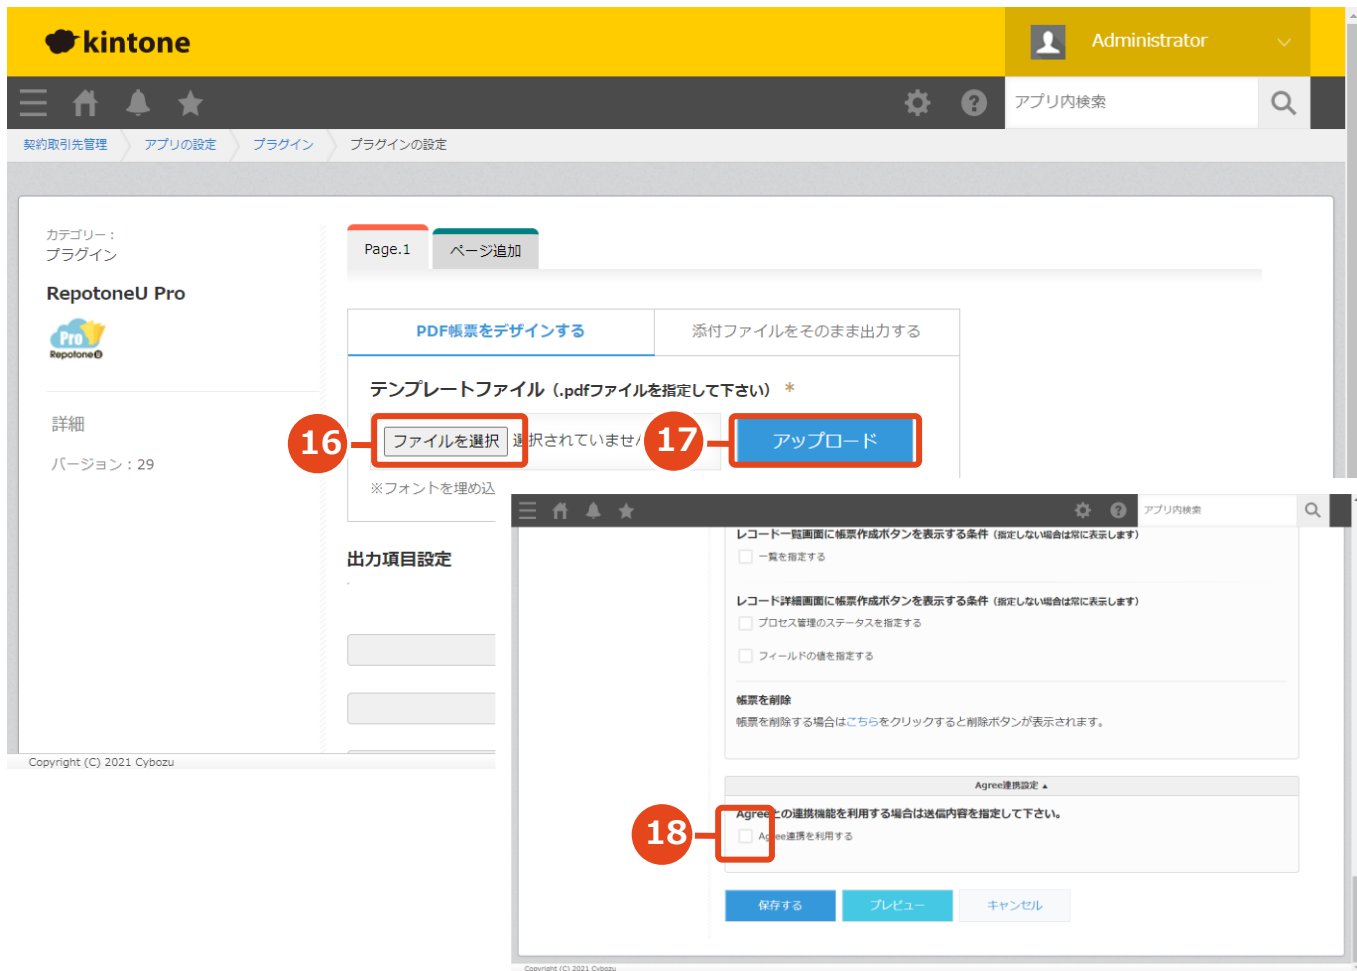 kintone
Administrator
アプリ内検索
契約取引先管理 アプリの設定 プラグイン プラグインの設定
カテゴリー：
プラグイン
RepotoneU Pro
Pro
RepotoneU
詳細
バージョン：29
Page.1 ページ追加
PDF帳票をデザインする 添付ファイルをそのまま出力する
テンプレートファイル（.pdfファイルを指定して下さい） *
16 ファイルを選択 選択されていません 17 アップロード
※フォントを埋め込
出力項目設定
Copyright (C) 2021 Cybozu
アプリ内検索
レコード一覧画面に帳票作成ボタンを表示する条件（指定しない場合は常に表示します）
一覧を指定する
レコード詳細画面に帳票作成ボタンを表示する条件（指定しない場合は常に表示します）
プロセス管理のステータスを指定する
フィールドの値を指定する
帳票を削除
帳票を削除する場合はこちらをクリックすると削除ボタンが表示されます。
Agree連携設定 ▲
Agreeとの連携機能を利用する場合は送信内容を指定して下さい。
18 Agree連携を利用する
保存する プレビュー キャンセル
Copyright (C) 2021 Cybozu